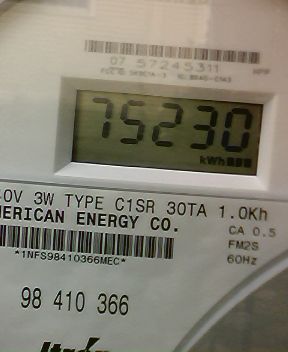 07 57245311
75230
kWh
0V 3W TYPE C1SR 30TA 1.0Kh
MERICAN ENERGY CO.
CA 0.5
FM2S
*1NFS98410366MEC*
60Hz
98 410 366
Itrón